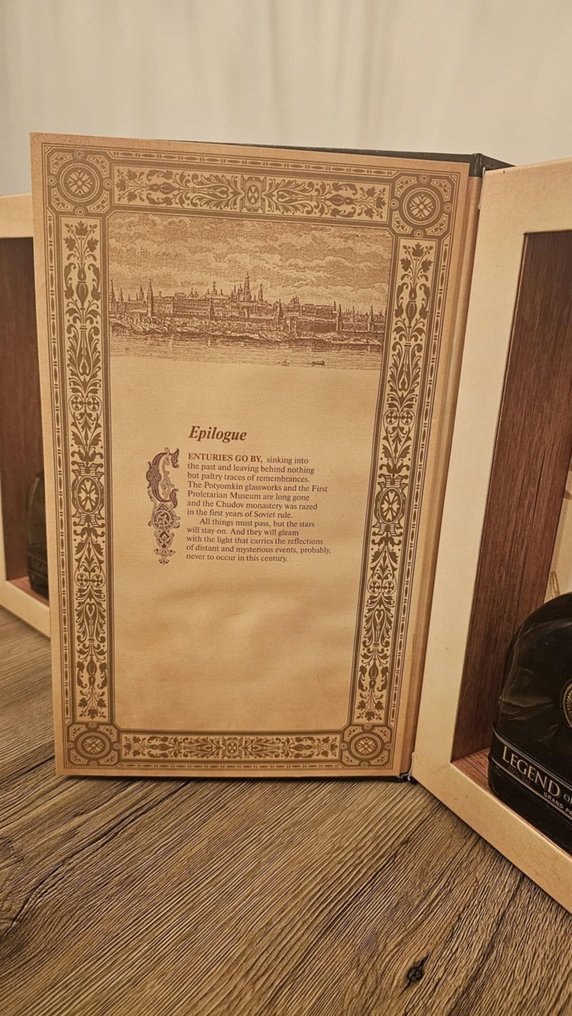 Epilogue
CENTURIES GO BY, sinking into
the past and leaving behind nothing
but paltry traces of remembrances.
The Potyomkin glassworks and the First
Proletarian Museum are long gone
and the Chudov monastery was razed
in the first years of Soviet rule.
All things must pass, but the stars
will stay on. And they will gleam
with the light that carries the reflections
of distant and mysterious events, probably,
never to occur in this century.
LEGEND OF
GRAND